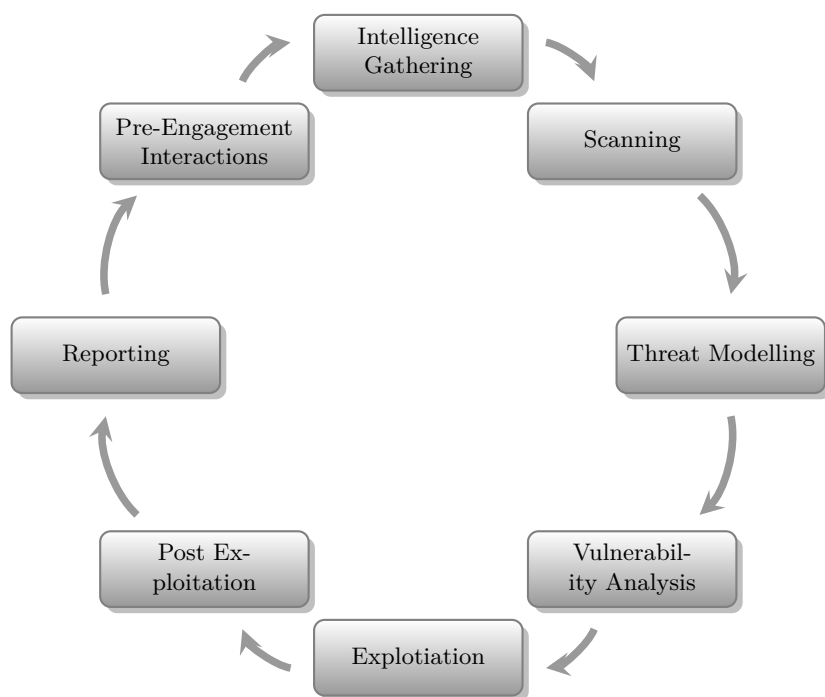 Intelligence
Gathering
Pre-Engagement
Interactions
Scanning
Reporting
Threat Modelling
Post Ex-
ploitation
Vulnerabil-
ity Analysis
Explotiation